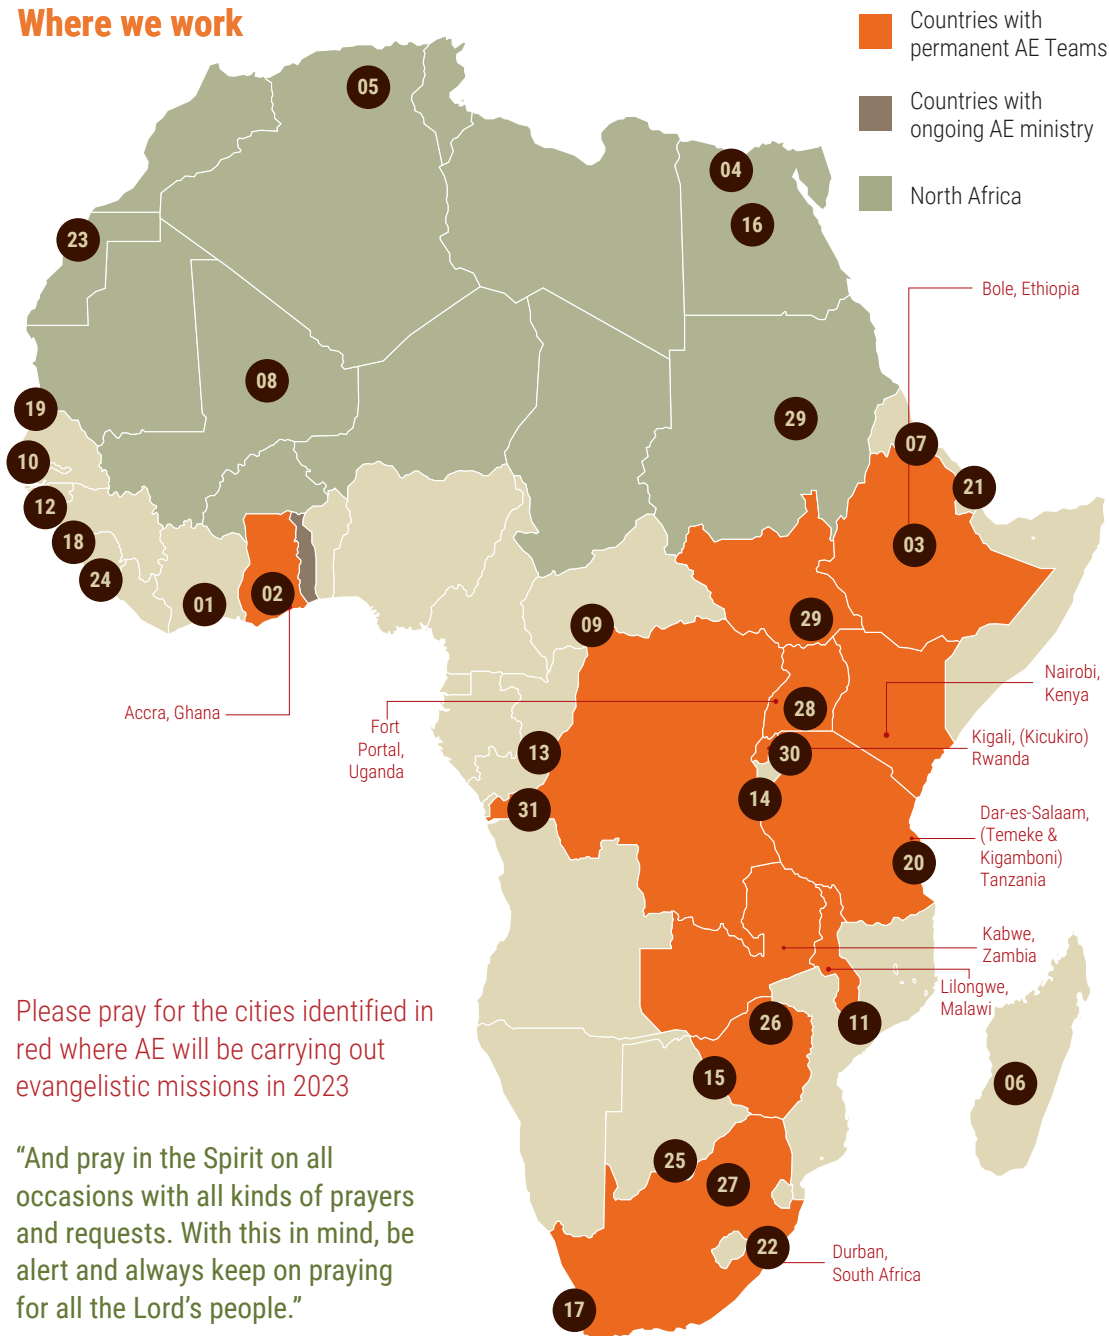 Where we work
Countries with
permanent AE Teams
Countries with
ongoing AE ministry
North Africa
05
04
16
23
Bole, Ethiopia
08
19
29
07
10
21
12
18
03
24
01
02
29
09
Nairobi,
Kenya
Accra, Ghana
28
Fort
Portal,
Uganda
13
30
Kigali, (Kicukiro)
Rwanda
14
31
Dar-es-Salaam,
(Temeke &
Kigamboni)
Tanzania
20
Kabwe,
Zambia
Lilongwe,
Malawi
26
11
15
06
25
27
22
Durban,
South Africa
17
Please pray for the cities identified in
red where AE will be carrying out
evangelistic missions in 2023
“And pray in the Spirit on all
occasions with all kinds of prayers
and requests. With this in mind, be
alert and always keep on praying
for all the Lord’s people.”